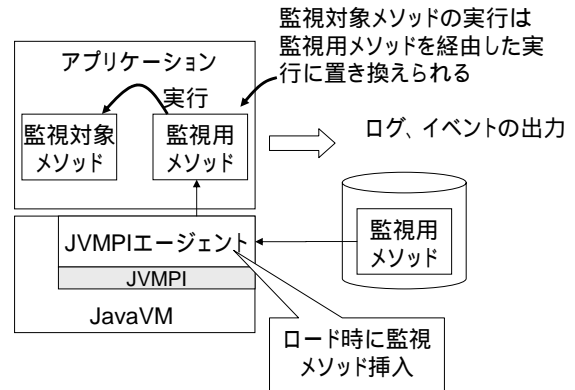 監視対象メソッドの実行は
監視用メソッドを経由した実
行に置き換えられる
アプリケーション
実行
監視対象
メソッド
監視用
メソッド
ログ、イベントの出力
監視用
メソッド
JVMPIエージェント
JVMPI
JavaVM
ロード時に監視
メソッド挿入